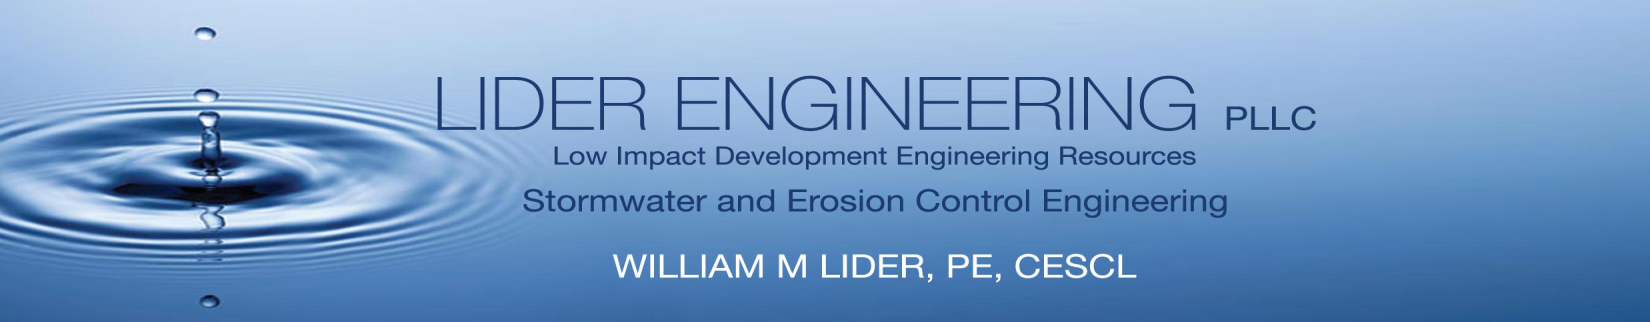 LIDER ENGINEERING PLLC
Low Impact Development Engineering Resources
Stormwater and Erosion Control Engineering
WILLIAM M LIDER, PE, CESCL